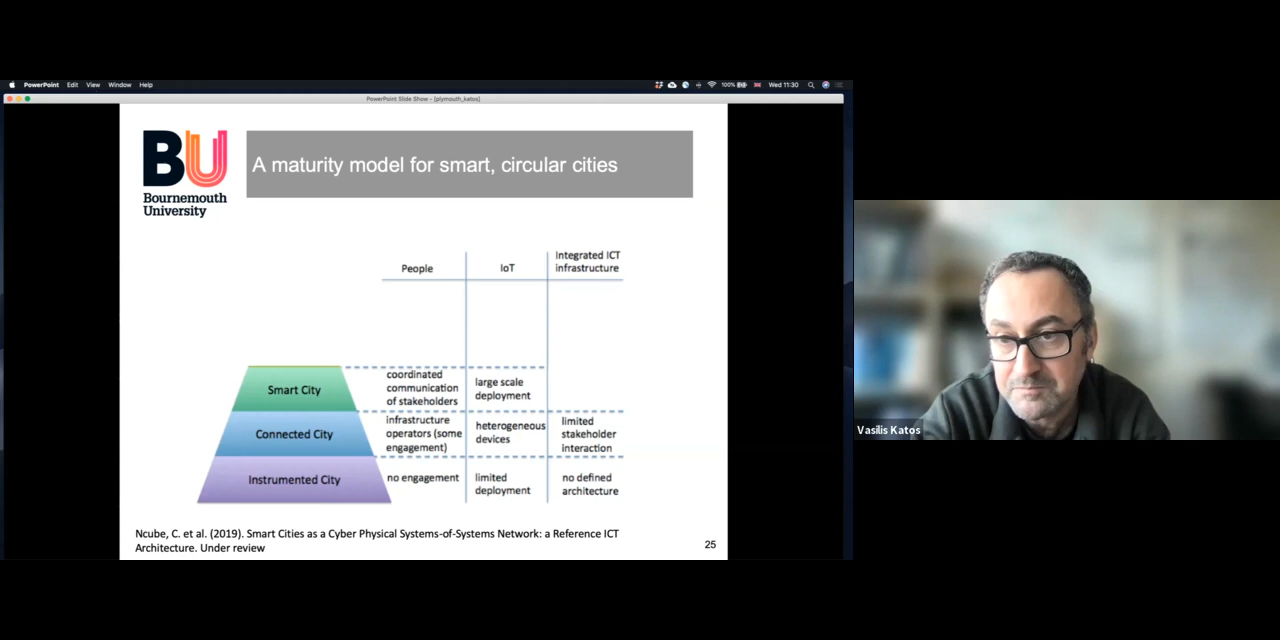 PowerPoint Edit View Window Help
100% Wed 11:30
PowerPoint Slide Show - [plymouth_katos]
BU
Bournemouth
University
A maturity model for smart, circular cities
People
IoT
Integrated ICT
infrastructure
Smart City
coordinated
communication
of stakeholders
large scale
deployment
Connected City
infrastructure
operators (some
engagement)
heterogeneous
devices
limited
stakeholder
interaction
Instrumented City
no engagement
limited
deployment
no defined
architecture
Ncube, C. et al. (2019). Smart Cities as a Cyber Physical Systems-of-Systems Network: a Reference ICT
Architecture. Under review
25
Vasilis Katos